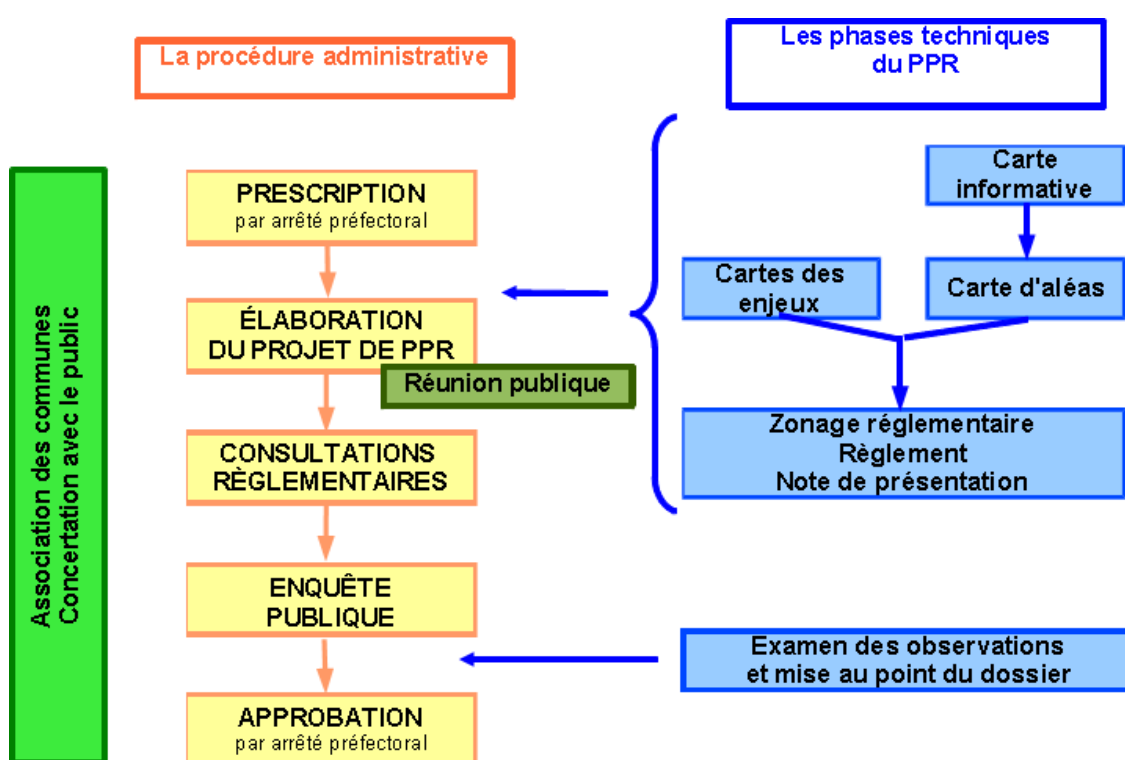 La procédure administrative
Les phases techniques
du PPR
Association des communes
Concertation avec le public
PRESCRIPTION
par arrêté préfectoral
ÉLABORATION
DU PROJET DE PPR
Réunion publique
CONSULTATIONS
RÈGLEMENTAIRES
ENQUÊTE
PUBLIQUE
APPROBATION
par arrêté préfectoral
Carte
informative
Cartes des
enjeux
Carte d'aléas
Zonage réglementaire
Règlement
Note de présentation
Examen des observations
et mise au point du dossier